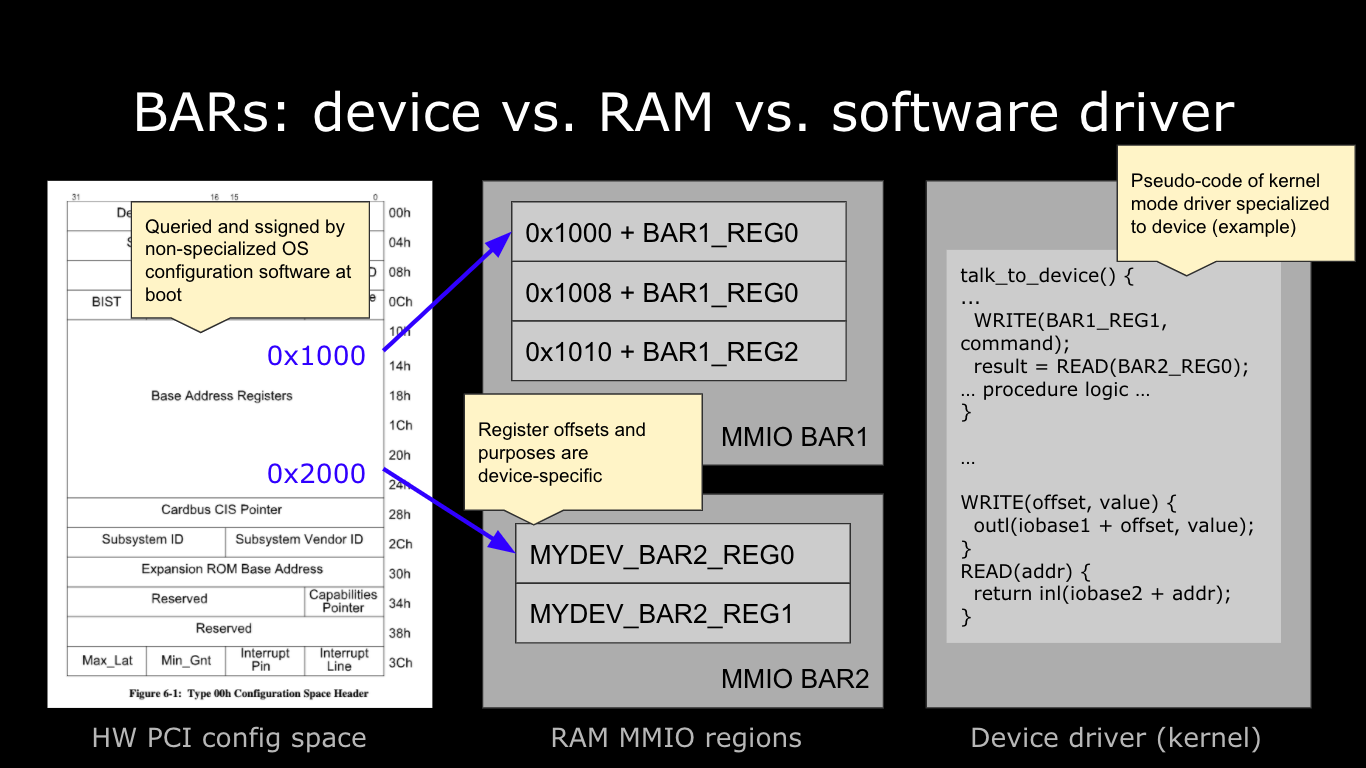 BARs: device vs. RAM vs. software driver
31 16 15 0
De
00h
Queried and ssigned by
non-specialized OS
configuration software at
boot
S
04h
D
08h
BIST
e
0Ch
10h
0x1000
14h
Base Address Registers
18h
1Ch
20h
0x2000
24h
Cardbus CIS Pointer
28h
Subsystem ID
Subsystem Vendor ID
2Ch
Expansion ROM Base Address
30h
Reserved
Capabilities
Pointer
34h
Reserved
38h
Max_Lat
Min_Gnt
Interrupt
Pin
Interrupt
Line
3Ch
Figure 6-1: Type 00h Configuration Space Header
HW PCI config space
0x1000 + BAR1_REG0
0x1008 + BAR1_REG0
0x1010 + BAR1_REG2
MMIO BAR1
Register offsets and
purposes are
device-specific
MYDEV_BAR2_REG0
MYDEV_BAR2_REG1
MMIO BAR2
RAM MMIO regions
Pseudo-code of kernel
mode driver specialized
to device (example)
talk_to_device() {
...
WRITE(BAR1_REG1,
command);
result = READ(BAR2_REG0);
… procedure logic …
}
…
WRITE(offset, value) {
outl(iobase1 + offset, value);
}
READ(addr) {
return inl(iobase2 + addr);
}
Device driver (kernel)